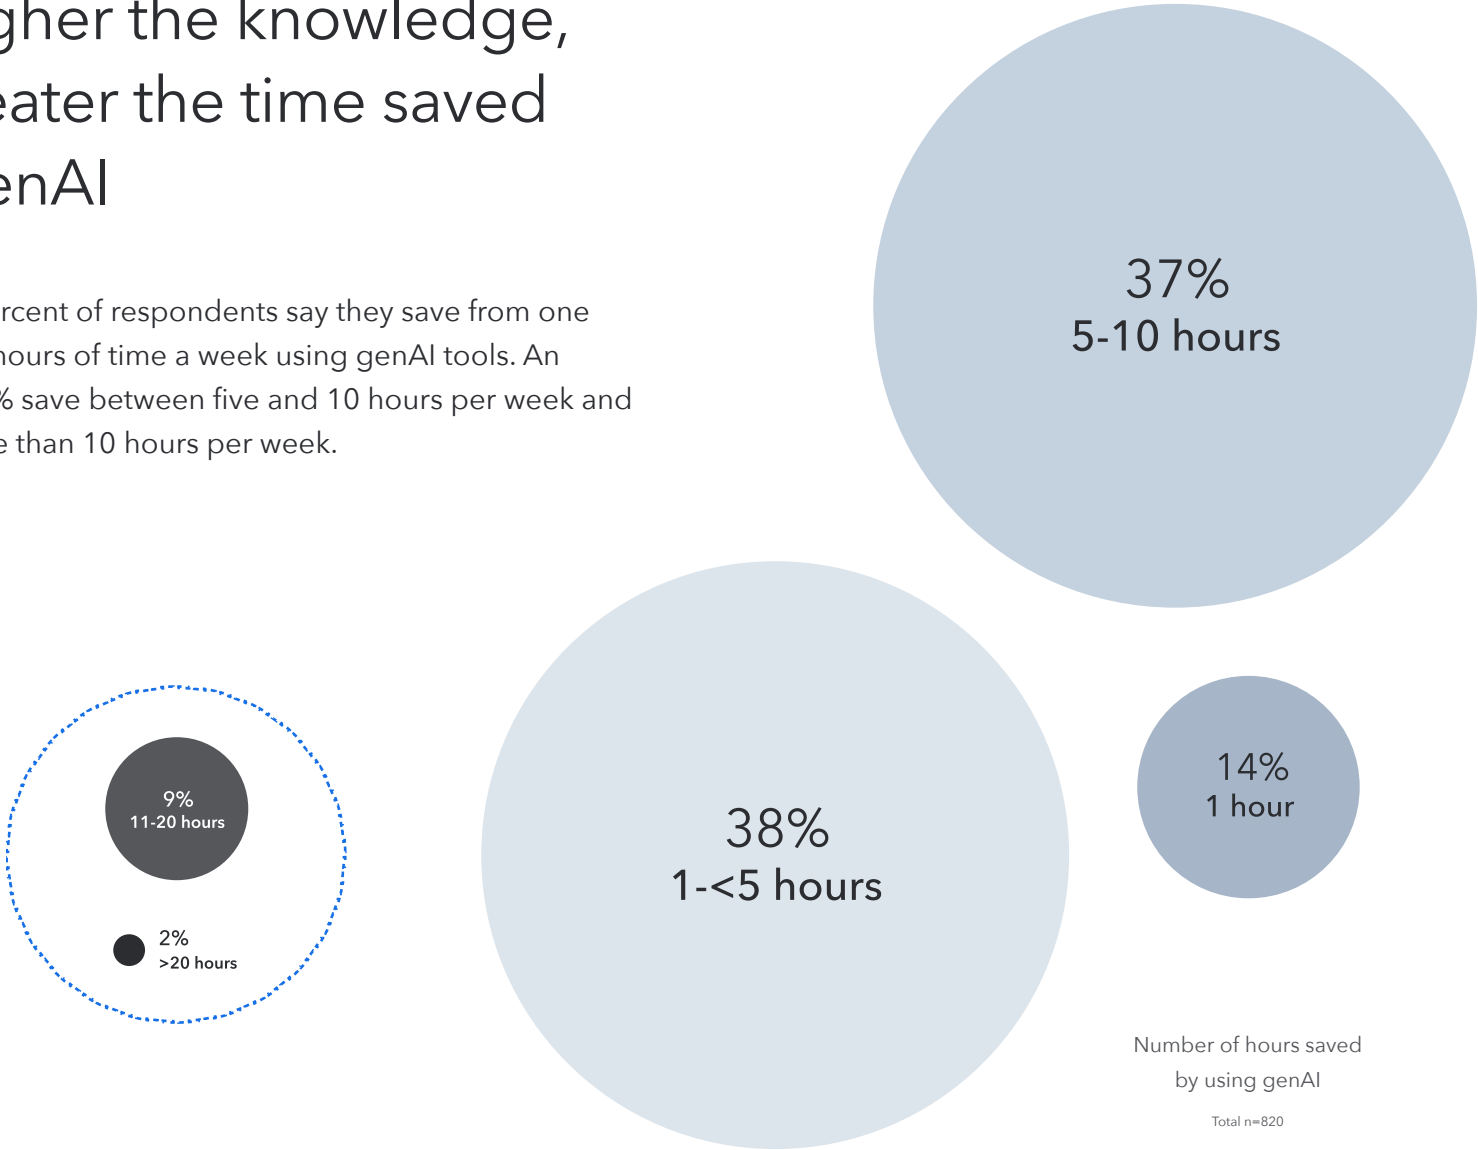 the knowledge,
the time saved
rcent of respondents say they save from one
hours of time a week using genAI tools. An
% save between five and 10 hours per week and
than 10 hours per week.
37%
5-10 hours
9%
11-20 hours
2%
>20 hours
38%
1-<5 hours
14%
1 hour
Number of hours saved
by using genAI
Total n=820